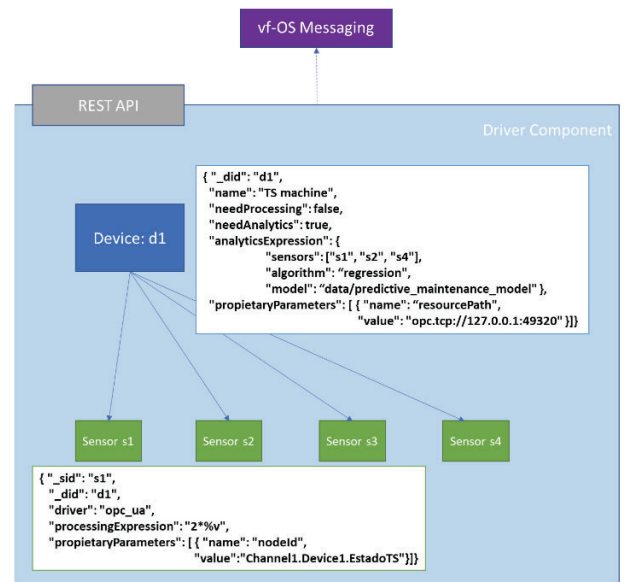 vf-OS Messaging
REST API
Driver Component
{ "_did": "d1",
"name": "TS machine",
"needProcessing": false,
"needAnalytics": true,
"analyticsExpression": {
"sensors": ["s1", "s2", "s4"],
"algorithm": “regression",
"model": “data/predictive_maintenance_model" },
"propietaryParameters": [ { "name": “resourcePath",
"value": "opc.tcp://127.0.0.1:49320" }]}
Device: d1
Sensor s1
Sensor s2
Sensor s3
Sensor s4
{ "_sid": "s1",
"_did": "d1",
"driver": "opc_ua",
"processingExpression": "2*%v",
"propietaryParameters": [ { "name": "nodeId",
"value":"Channel1.Device1.EstadoTS"}]}